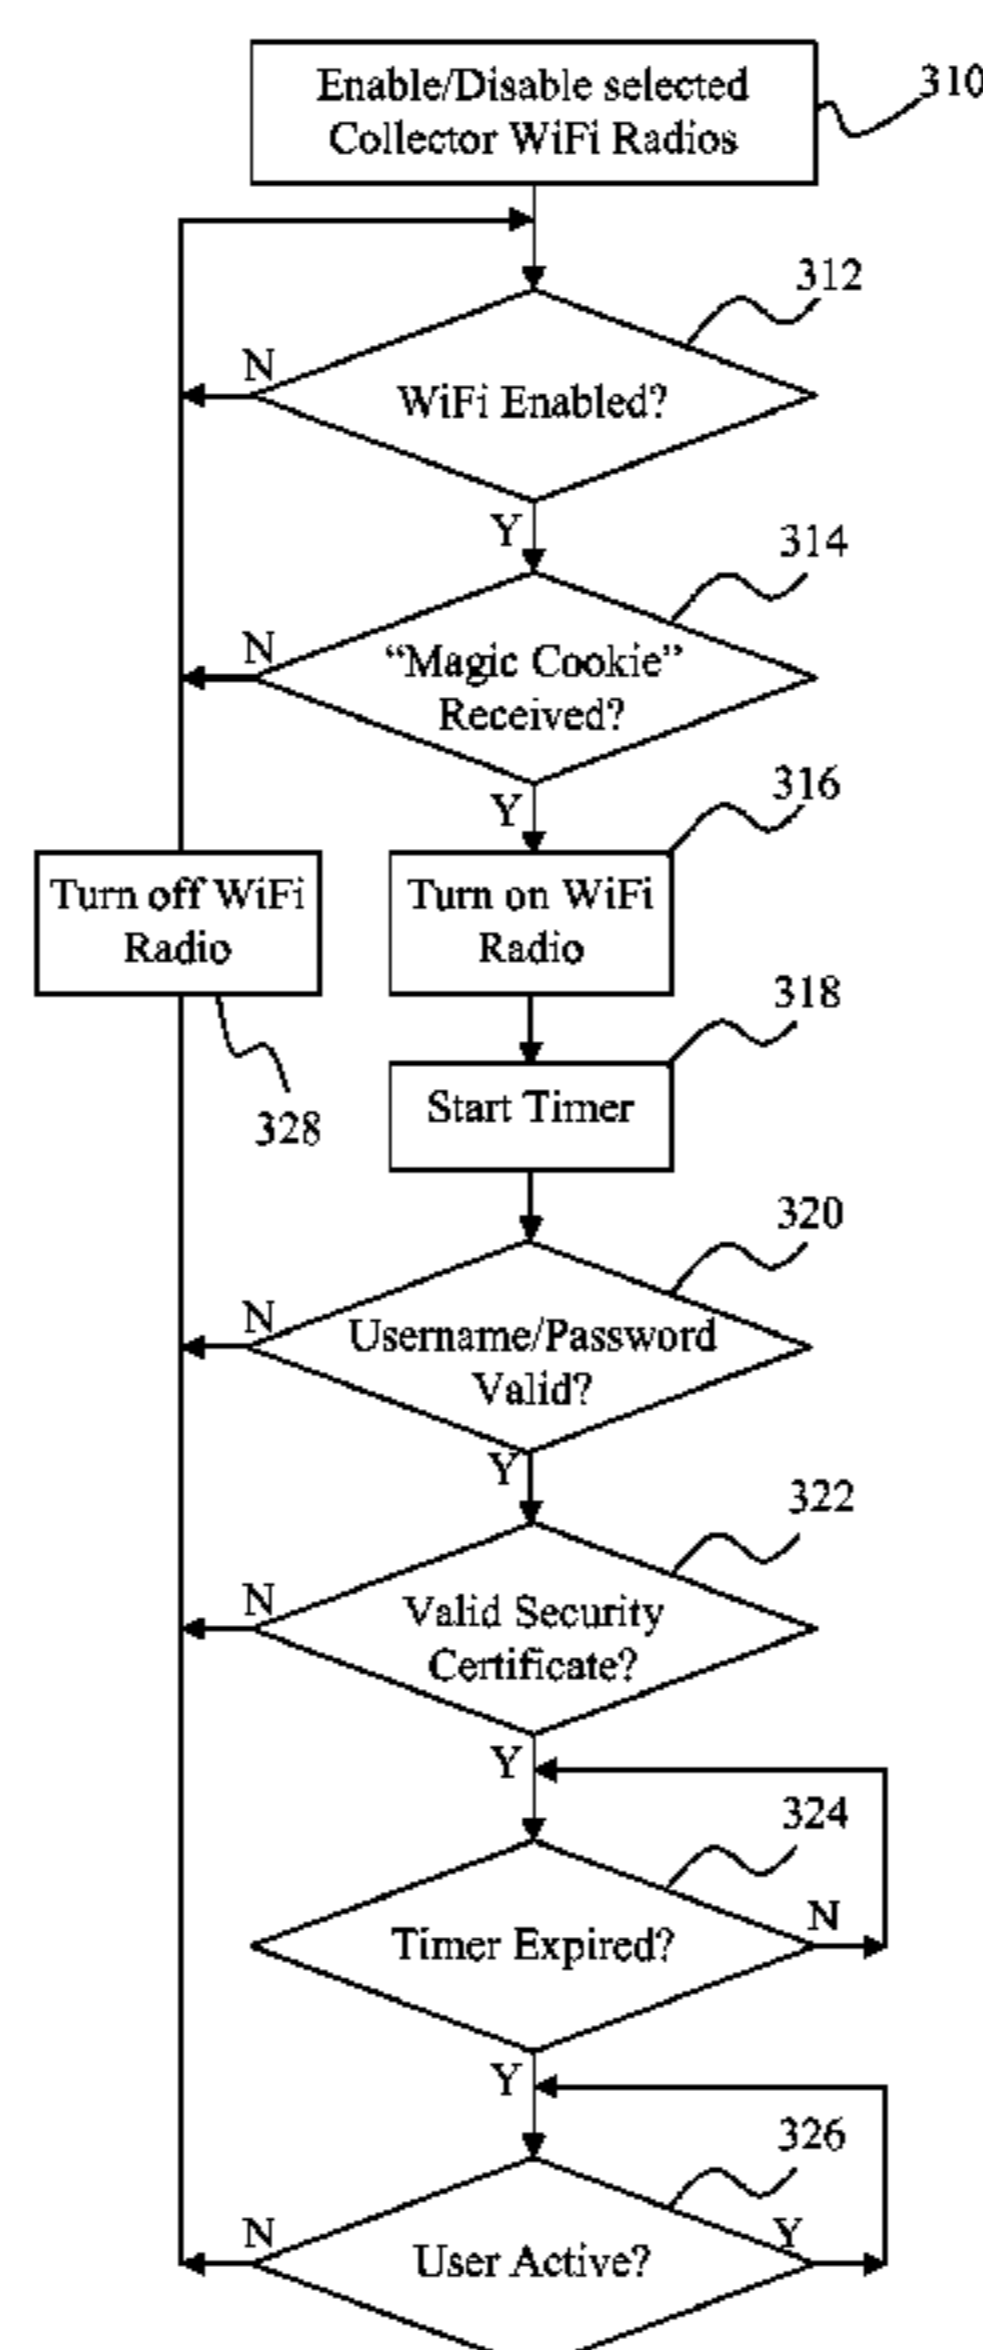 Enable/Disable selected
Collector WiFi Radios
310
312
N
WiFi Enabled?
Y
314
N
“Magic Cookie”
Received?
Y
316
Turn off WiFi
Radio
Turn on WiFi
Radio
318
328
Start Timer
320
N
Username/Password
Valid?
Y
322
N
Valid Security
Certificate?
Y
324
N
Timer Expired?
Y
326
N
Y
User Active?